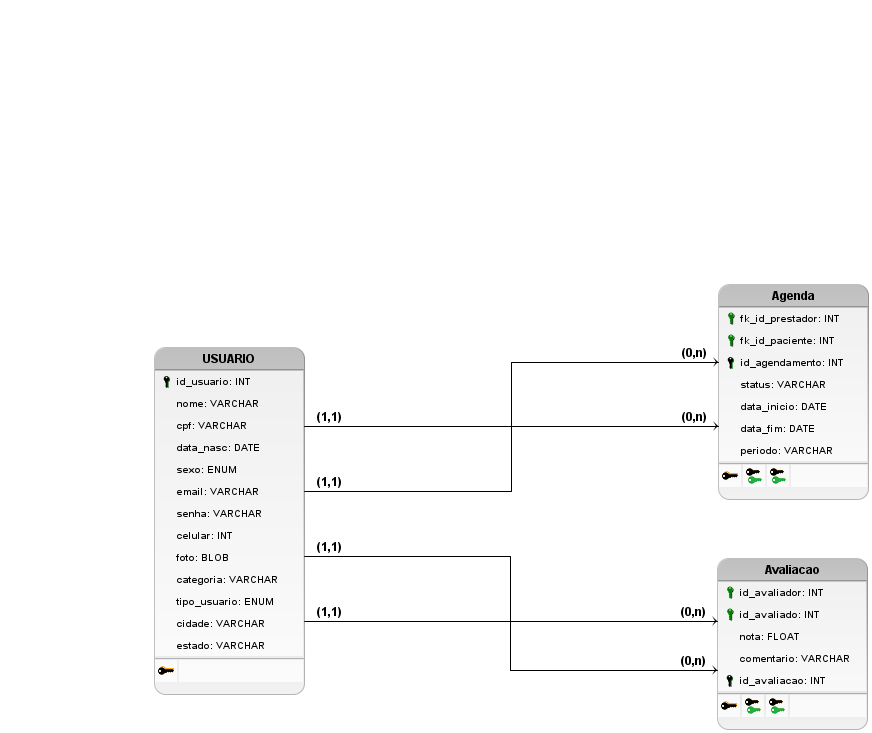 USUARIO
id_usuario: INT
nome: VARCHAR
cpf: VARCHAR
data_nasc: DATE
sexo: ENUM
email: VARCHAR
senha: VARCHAR
celular: INT
foto: BLOB
categoria: VARCHAR
tipo_usuario: ENUM
cidade: VARCHAR
estado: VARCHAR
(1,1)
(1,1)
(1,1)
(1,1)
(0,n)
(0,n)
(0,n)
(0,n)
Agenda
fk_id_prestador: INT
fk_id_paciente: INT
id_agendamento: INT
status: VARCHAR
data_inicio: DATE
data_fim: DATE
periodo: VARCHAR
Avaliacao
id_avaliador: INT
id_avaliado: INT
nota: FLOAT
comentario: VARCHAR
id_avaliacao: INT